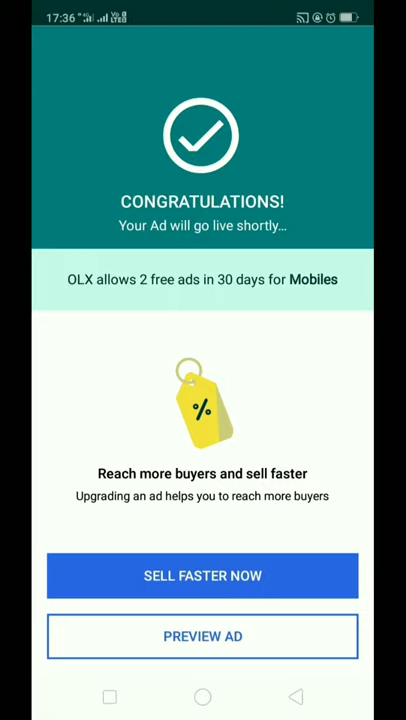 17:36
CONGRATULATIONS!
Your Ad will go live shortly...
OLX allows 2 free ads in 30 days for Mobiles
%
Reach more buyers and sell faster
Upgrading an ad helps you to reach more buyers
SELL FASTER NOW
PREVIEW AD